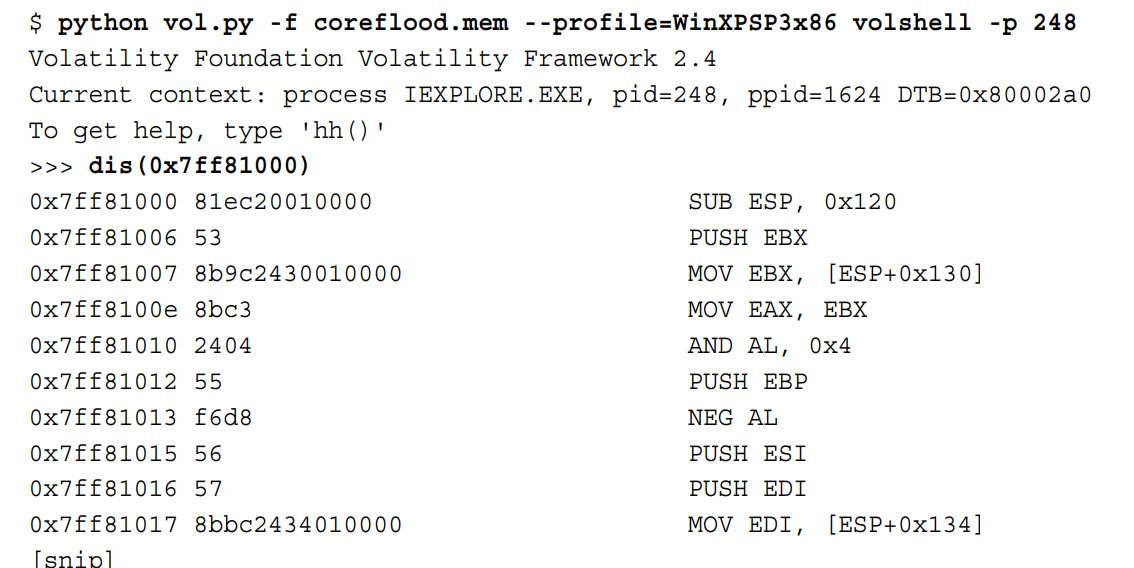 $ python vol.py -f coreflood.mem --profile=WinXPSP3x86 volshell -p 248
Volatility Foundation Volatility Framework 2.4
Current context: process IEXPLORE.EXE, pid=248, ppid=1624 DTB=0x80002a0
To get help, type 'hh()'
>>> dis(0x7ff81000)
0x7ff81000 81ec20010000 SUB ESP, 0x120
0x7ff81006 53 PUSH EBX
0x7ff81007 8b9c2430010000 MOV EBX, [ESP+0x130]
0x7ff8100e 8bc3 MOV EAX, EBX
0x7ff81010 2404 AND AL, 0x4
0x7ff81012 55 PUSH EBP
0x7ff81013 f6d8 NEG AL
0x7ff81015 56 PUSH ESI
0x7ff81016 57 PUSH EDI
0x7ff81017 8bbc2434010000 MOV EDI, [ESP+0x134]
[snip]